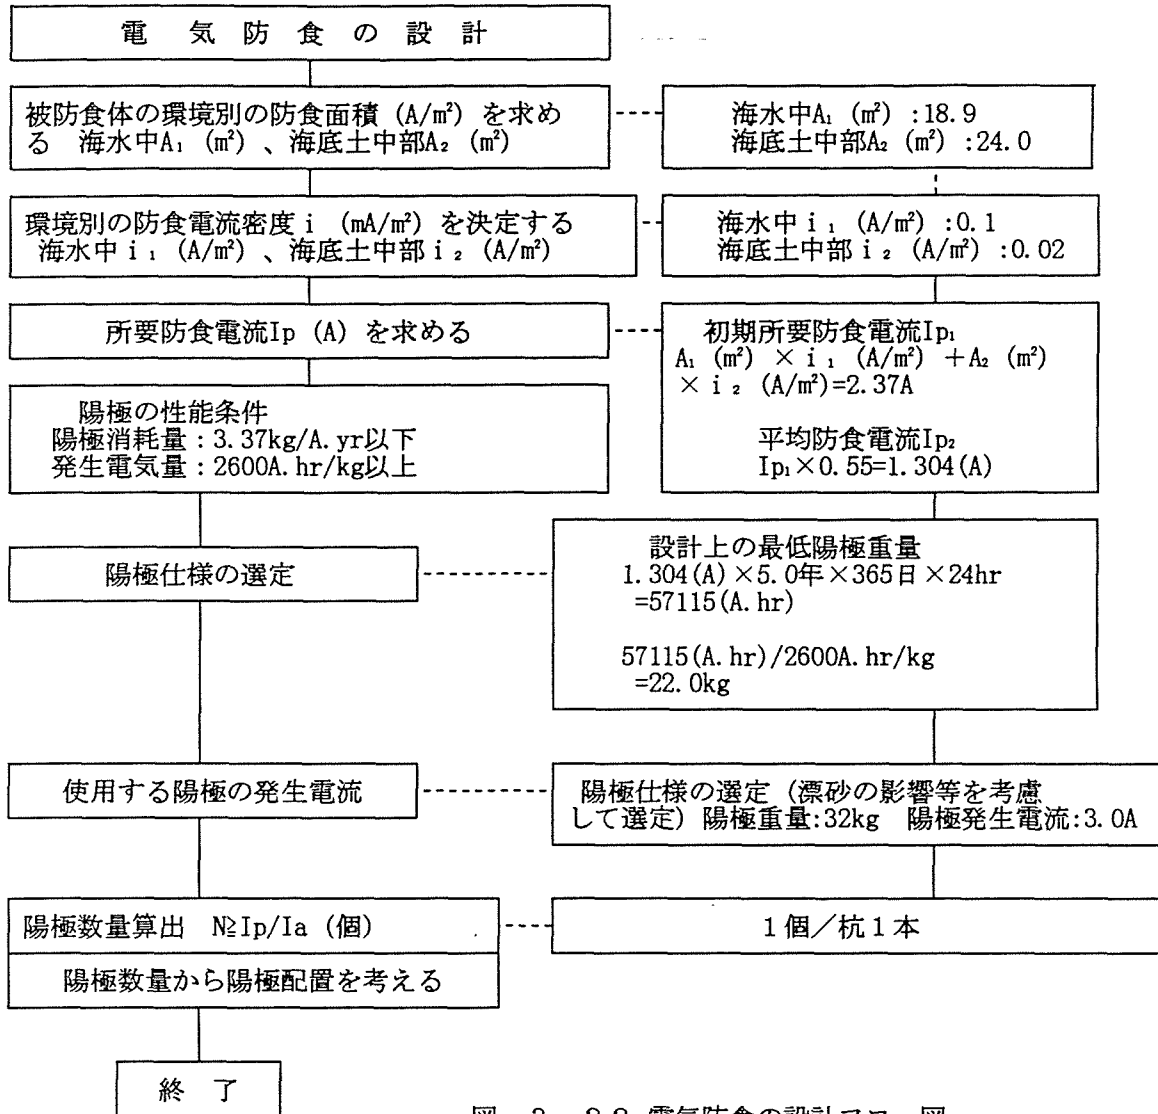 電 気 防 食 の 設 計
被防食体の環境別の防食面積 (A/㎡) を求め
る 海水中A₁ (㎡) 、海底土中部A₂ (㎡)
海水中A₁ (㎡) :18.9
海底土中部A₂ (㎡) :24.0
環境別の防食電流密度 i (mA/㎡) を決定する
海水中 i ₁ (A/㎡) 、海底土中部 i ₂ (A/㎡)
海水中 i ₁ (A/㎡) :0.1
海底土中部 i ₂ (A/㎡) :0.02
所要防食電流Ip (A) を求める
初期所要防食電流Ip₁
A₁ (㎡) × i ₁ (A/㎡) +A₂ (㎡)
× i ₂ (A/㎡)=2.37A
平均防食電流Ip₂
Ip₁×0.55=1.304(A)
陽極の性能条件
陽極消耗量:3.37kg/A.yr以下
発生電気量:2600A.hr/kg以上
陽極仕様の選定
設計上の最低陽極重量
1.304(A)×5.0年×365日×24hr
=57115(A.hr)
57115(A.hr)/2600A.hr/kg
=22.0kg
使用する陽極の発生電流
陽極仕様の選定 (漂砂の影響等を考慮
して選定) 陽極重量:32kg 陽極発生電流:3.0A
陽極数量算出 N≧Ip/Ia (個)
1個/杭1本
陽極数量から陽極配置を考える
終 了